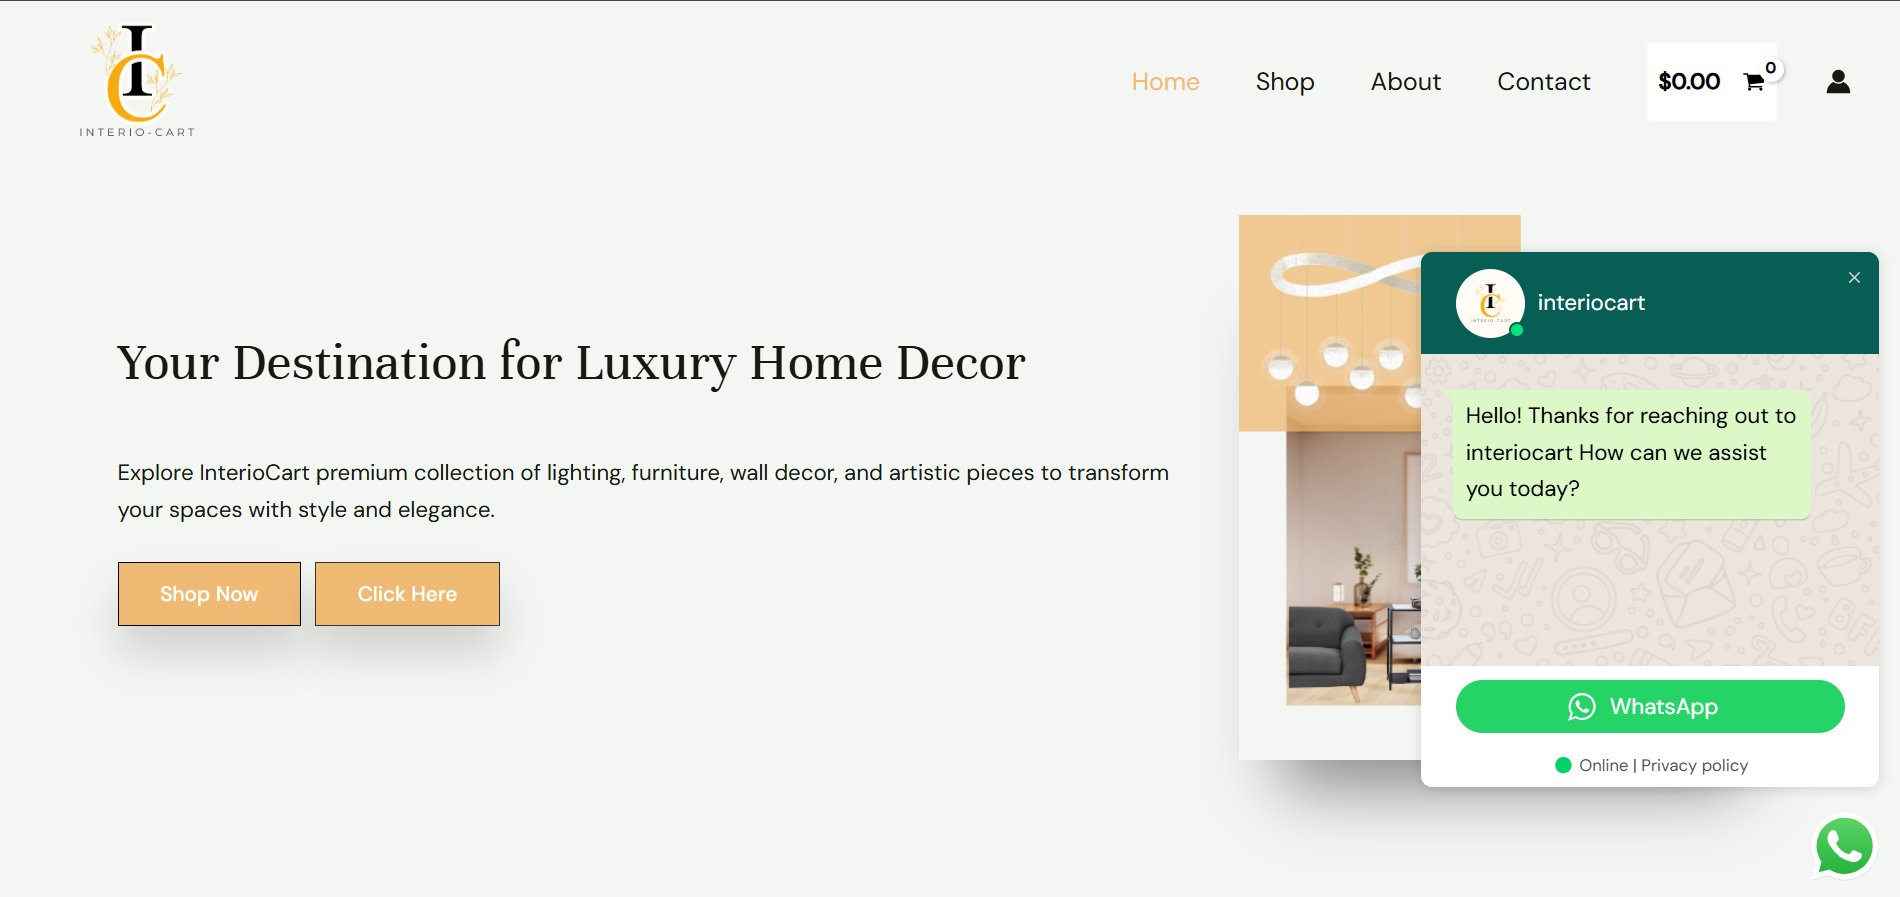 IC
INTERIO-CART
Home Shop About Contact $0.00 0
Your Destination for Luxury Home Decor
Explore InterioCart premium collection of lighting, furniture, wall decor, and artistic pieces to transform
your spaces with style and elegance.
Shop Now Click Here
IC
INTERIO-CART
interiocart
Hello! Thanks for reaching out to
interiocart How can we assist
you today?
WhatsApp
Online | Privacy policy